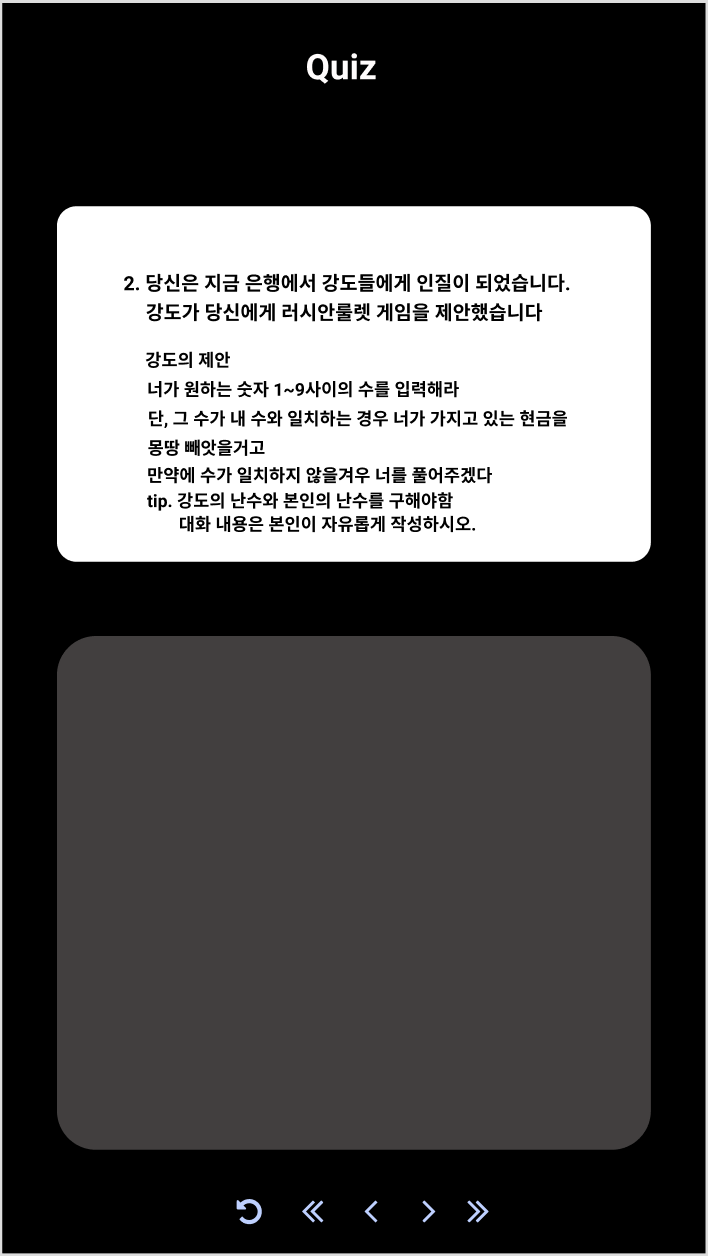 Quiz
2. 당신은 지금 은행에서 강도들에게 인질이 되었습니다.
강도가 당신에게 러시안룰렛 게임을 제안했습니다
강도의 제안
너가 원하는 숫자 1~9사이의 수를 입력해라
단, 그 수가 내 수와 일치하는 경우 너가 가지고 있는 현금을
몽땅 빼앗을거고
만약에 수가 일치하지 않을겨우 너를 풀어주겠다
tip. 강도의 난수와 본인의 난수를 구해야함
대화 내용은 본인이 자유롭게 작성하시오.